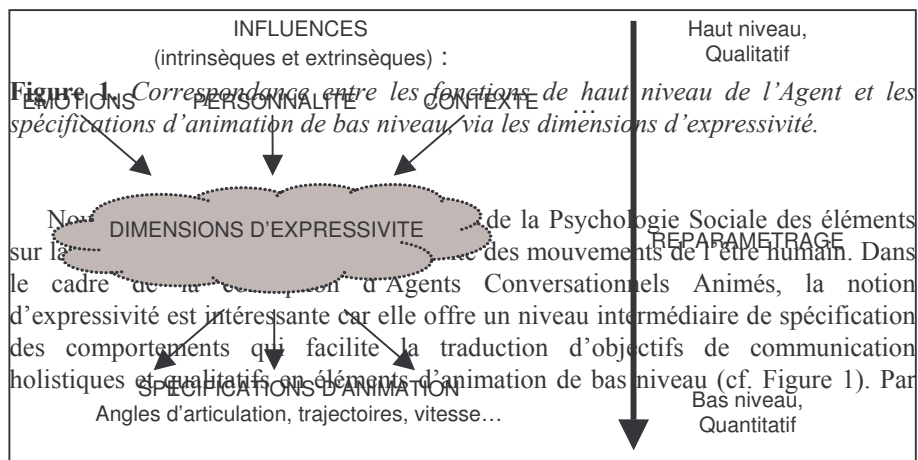 INFLUENCES
(intrinsèques et extrinsèques) :
Haut niveau,
Qualitatif
Figure 1. Correspondance entre les fonctions de haut niveau de l'Agent et les
EMOTIONS PERSONNALITE CONTEXTE …
spécifications d'animation de bas niveau, via les dimensions d'expressivité.
DIMENSIONS D'EXPRESSIVITE
de la Psychologie Sociale des éléments
REPARAMETRAGE
sur la des mouvements de l'être humain. Dans
le cadre de la d'Agents Conversationnels Animés, la notion
d'expressivité est intéressante car elle offre un niveau intermédiaire de spécification
des comportements qui facilite la traduction d'objectifs de communication
holistiques et qualitatifs en éléments d'animation de bas niveau (cf. Figure 1). Par
SPECIFICATIONS D'ANIMATION
Angles d'articulation, trajectoires, vitesse…
Bas niveau,
Quantitatif